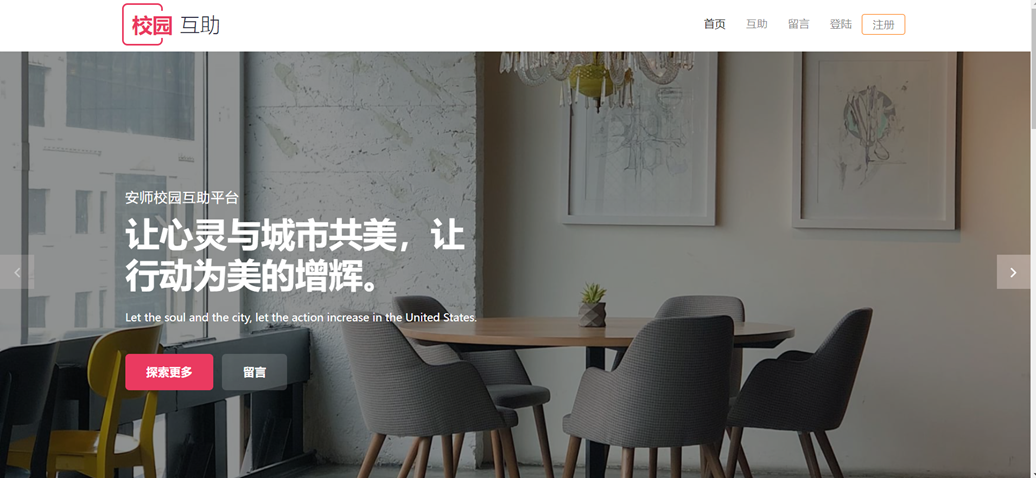 校园 互助
首页 互助 留言 登陆 注册
安师校园互助平台
让心灵与城市共美，让
行动为美的增辉。
Let the soul and the city, let the action increase in the United States.
探索更多 留言